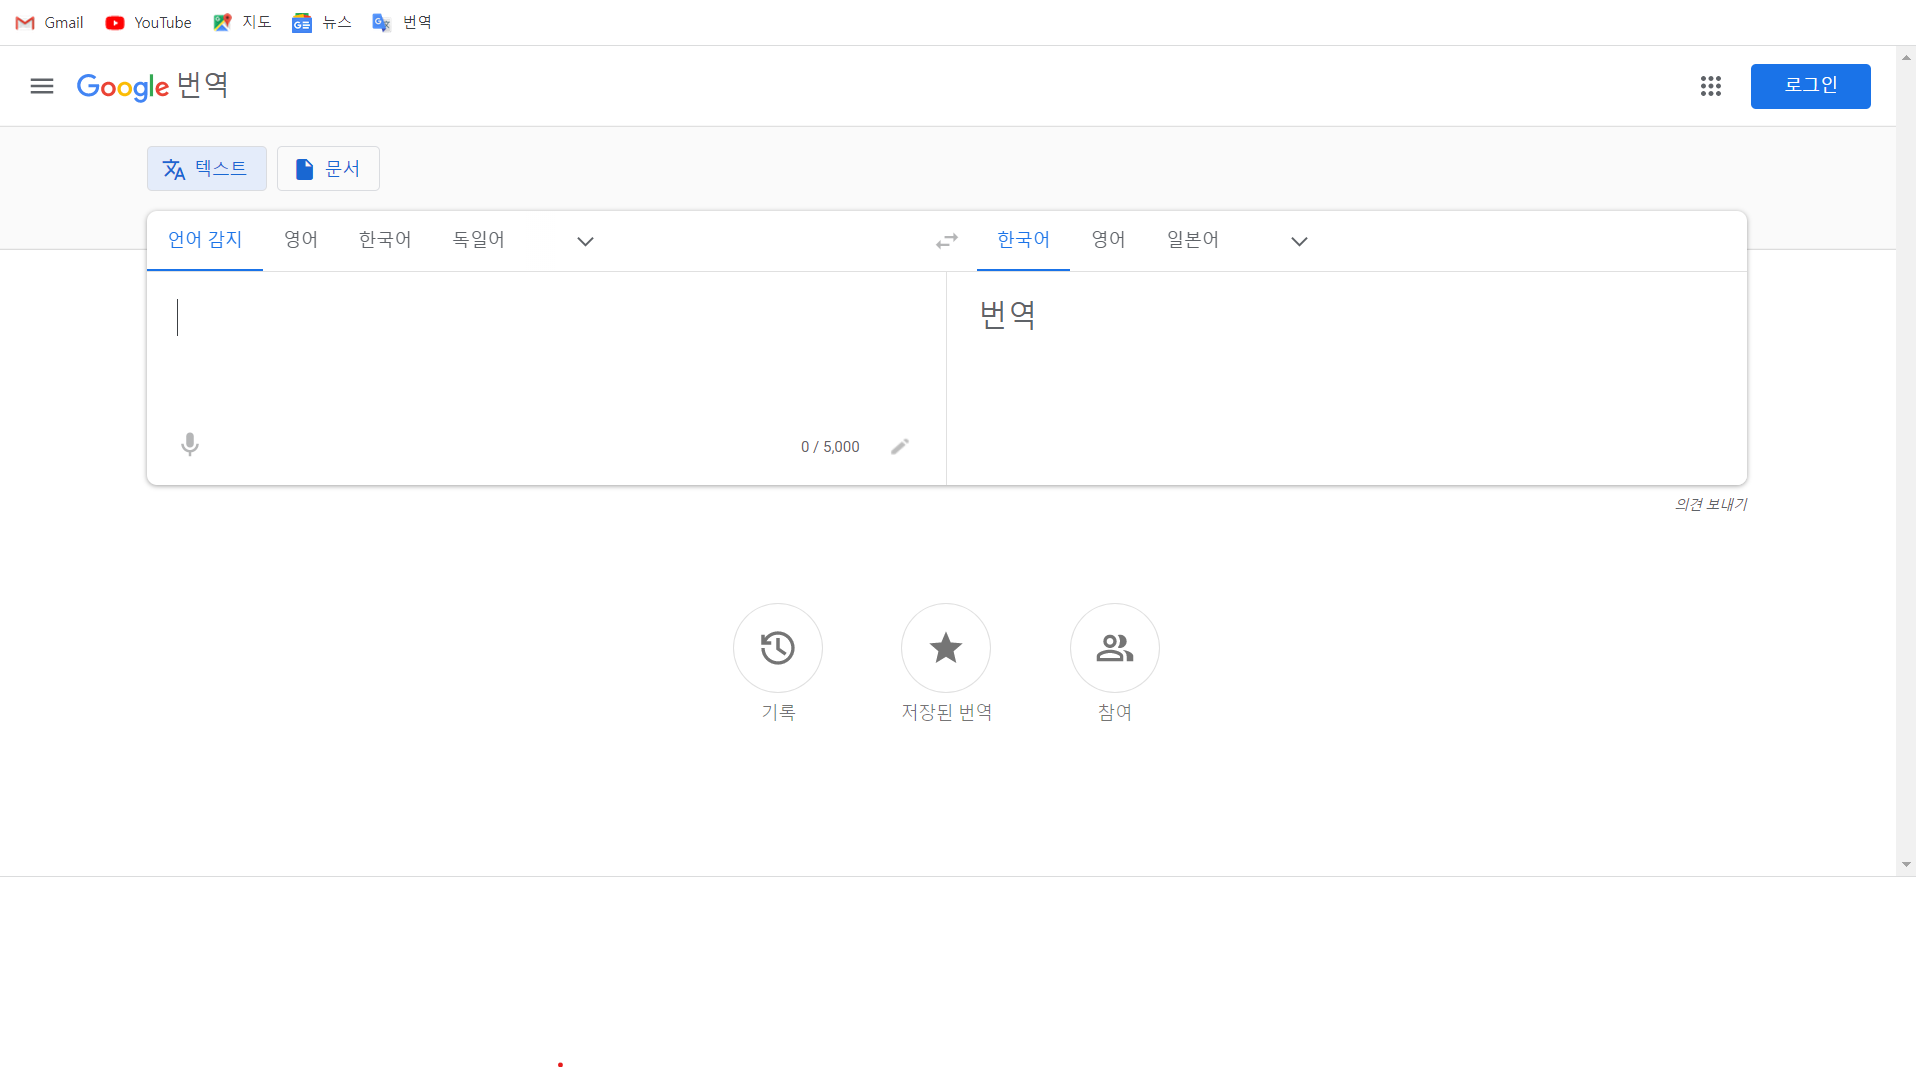 Gmail YouTube 지도 뉴스 번역
Google 번역 로그인
텍스트 문서
언어 감지 영어 한국어 독일어 한국어 영어 일본어
번역
0 / 5,000
의견 보내기
기록 저장된 번역 참여